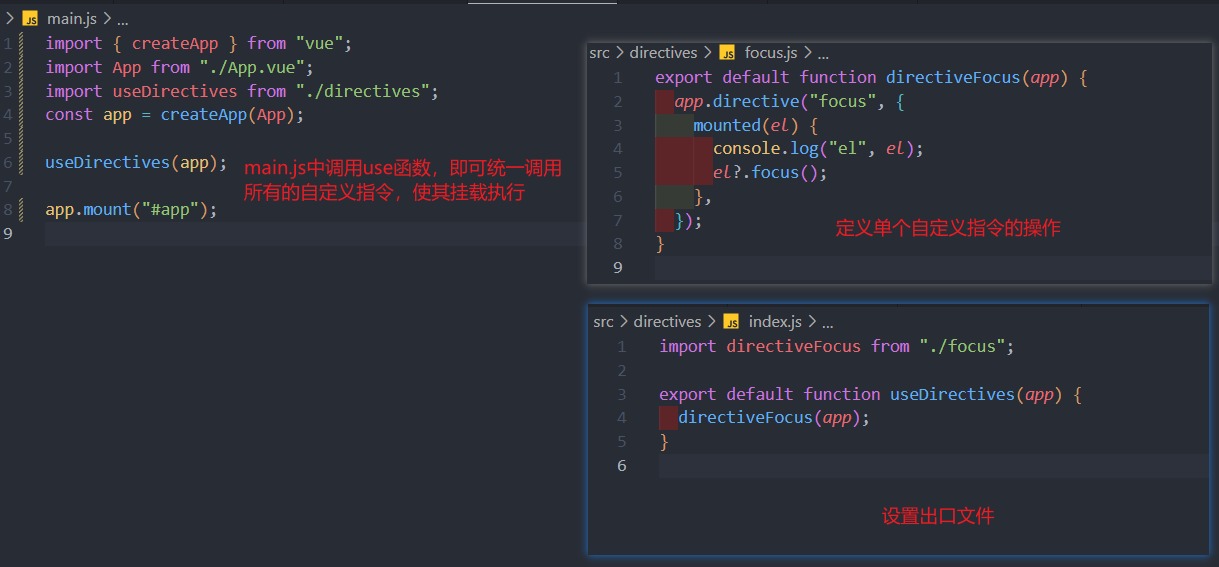 main.js > ...
1 import { createApp } from "vue";
2 import App from "./App.vue";
3 import useDirectives from "./directives";
4 const app = createApp(App);
5
6 useDirectives(app);
main.js中调用use函数，即可统一调用
所有的自定义指令，使其挂载执行
7
8 app.mount("#app");
9
src > directives > JS focus.js > ...
1 export default function directiveFocus(app) {
2 app.directive("focus", {
3 mounted(el) {
4 console.log("el", el);
5 el?.focus();
6 },
7 });
8 }
9
定义单个自定义指令的操作
src > directives > JS index.js > ...
1 import directiveFocus from "./focus";
2
3 export default function useDirectives(app) {
4 directiveFocus(app);
5 }
6
设置出口文件